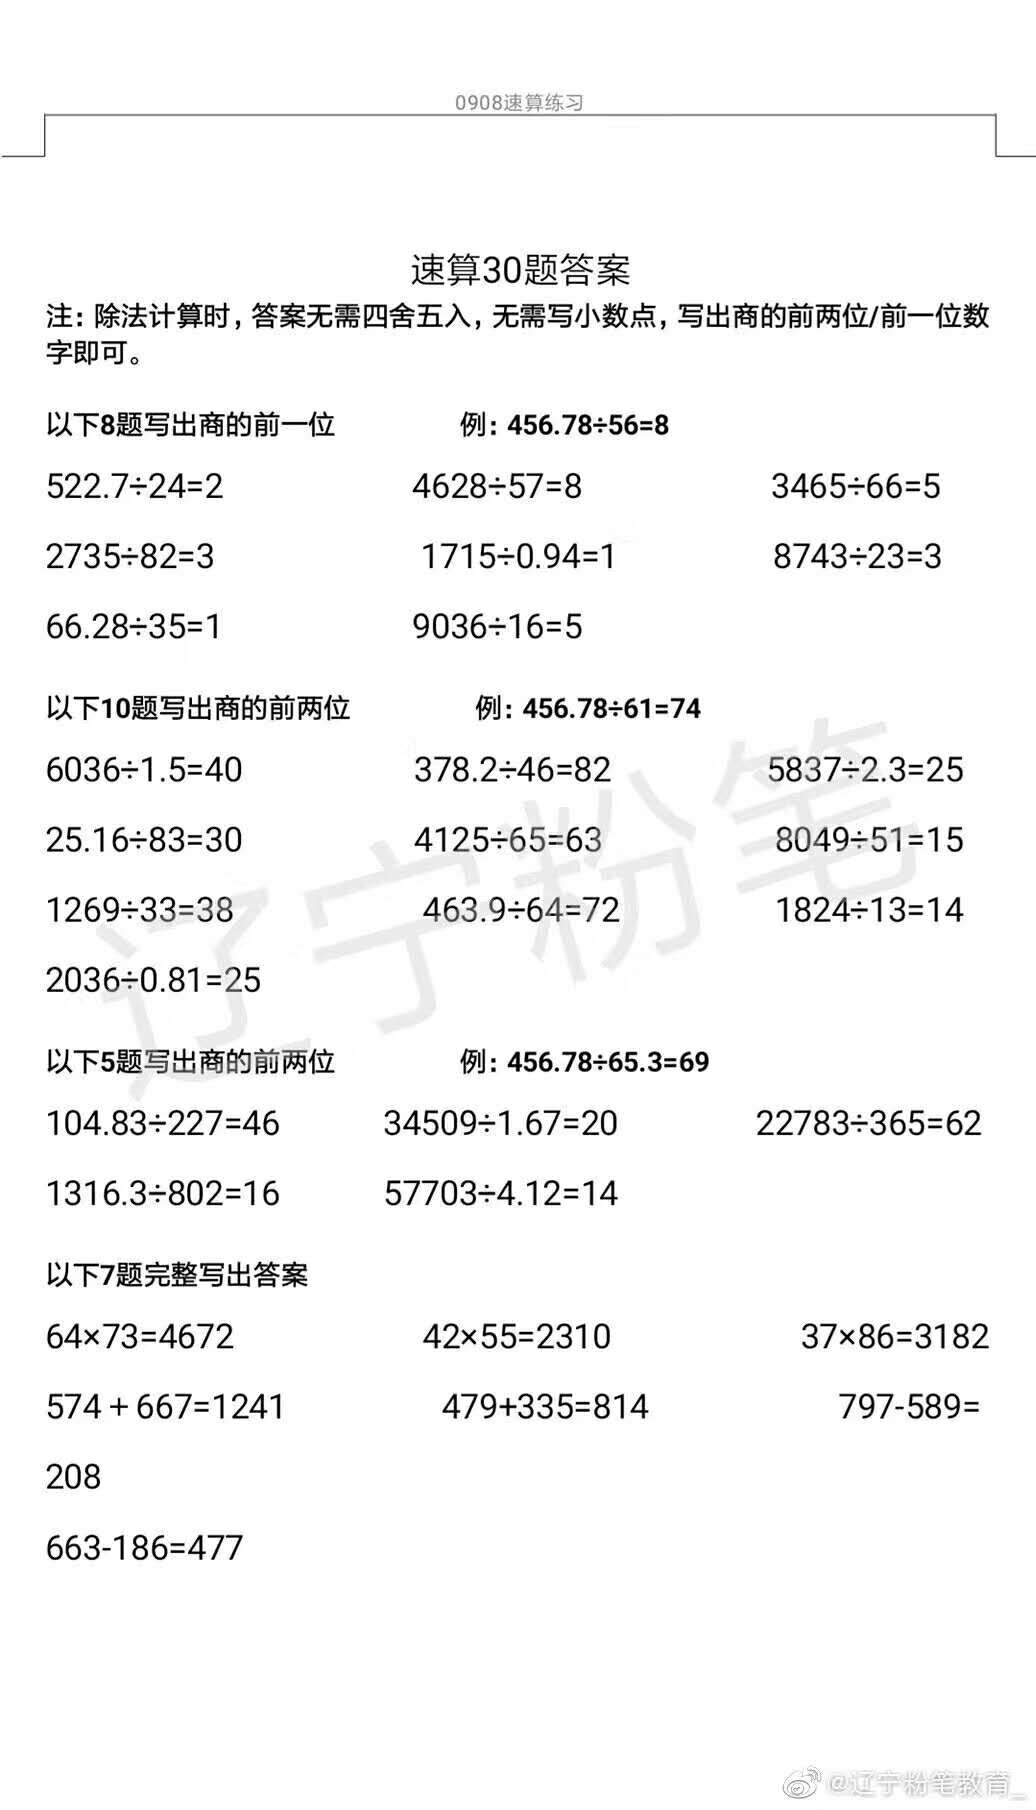 0908速算练习
速算30题答案
注：除法计算时，答案无需四舍五入，无需写小数点，写出商的前两位/前一位数
字即可。
以下8题写出商的前一位 例：456.78÷56=8
522.7÷24=2 4628÷57=8 3465÷66=5
2735÷82=3 1715÷0.94=1 8743÷23=3
66.28÷35=1 9036÷16=5
以下10题写出商的前两位 例：456.78÷61=74
6036÷1.5=40 378.2÷46=82 5837÷2.3=25
25.16÷83=30 4125÷65=63 8049÷51=15
1269÷33=38 463.9÷64=72 1824÷13=14
2036÷0.81=25
辽宁粉笔
以下5题写出商的前两位 例：456.78÷65.3=69
104.83÷227=46 34509÷1.67=20 22783÷365=62
1316.3÷802=16 57703÷4.12=14
以下7题完整写出答案
64×73=4672 42×55=2310 37×86=3182
574＋667=1241 479+335=814 797-589=
208
663-186=477
@辽宁粉笔教育_